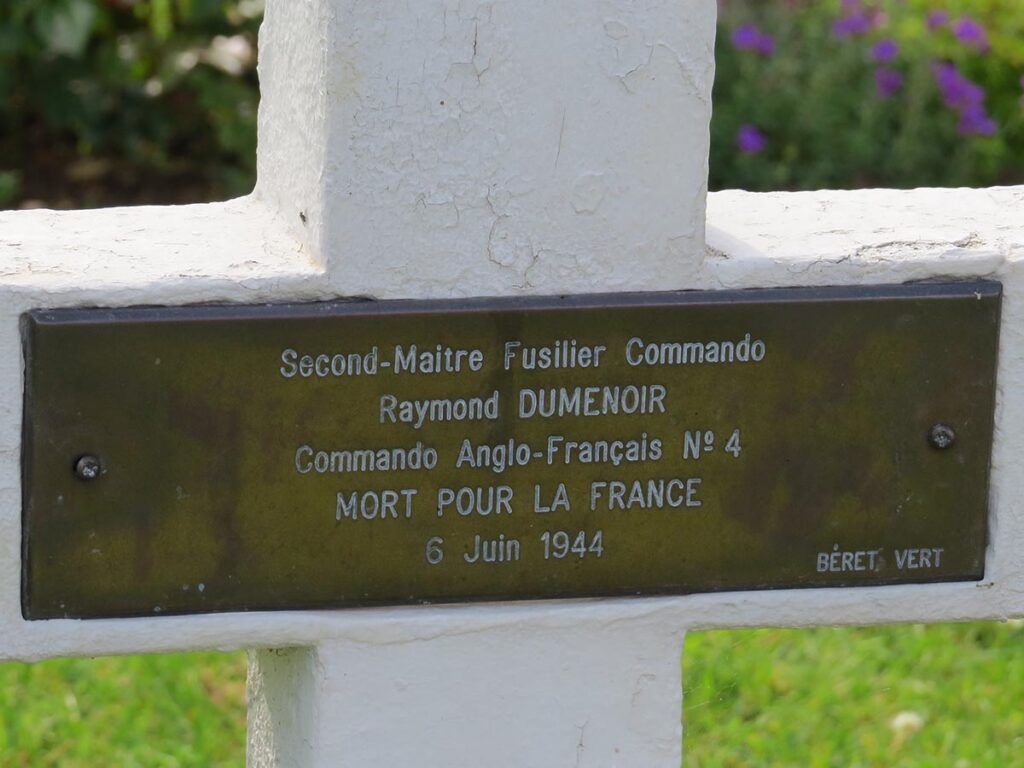 Second-Maitre Fusilier Commando
Raymond DUMENOIR
Commando Anglo-Français Nº 4
MORT POUR LA FRANCE
6 Juin 1944
BÉRET VERT